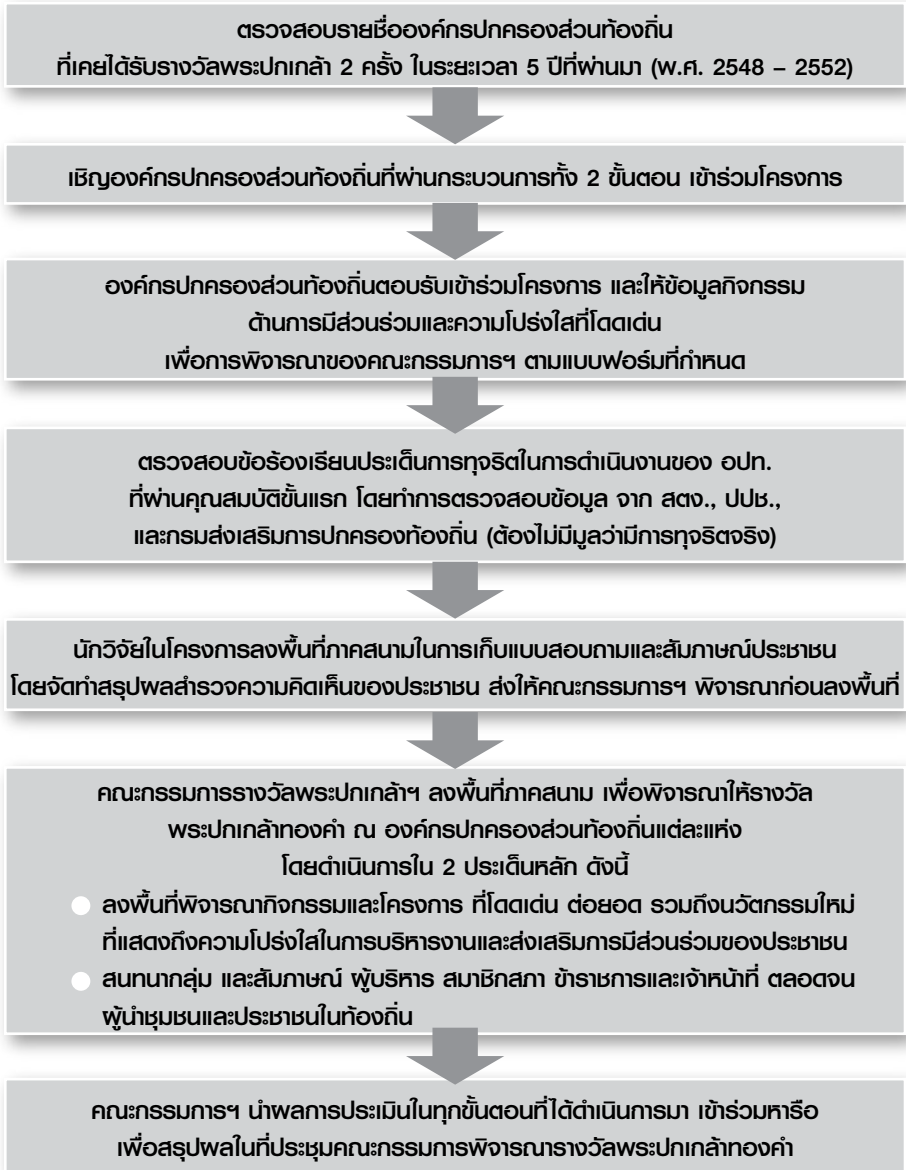 ตรวจสอบรายชื่อองค์กรปกครองส่วนท้องถิ่น
ที่เคยได้รับรางวัลพระปกเกล้า 2 ครั้ง ในระยะเวลา 5 ปีที่ผ่านมา (พ.ศ. 2548 – 2552)
เชิญองค์กรปกครองส่วนท้องถิ่นที่ผ่านกระบวนการทั้ง 2 ขั้นตอน เข้าร่วมโครงการ
องค์กรปกครองส่วนท้องถิ่นตอบรับเข้าร่วมโครงการ และให้ข้อมูลกิจกรรม
ด้านการมีส่วนร่วมและความโปร่งใสที่โดดเด่น
เพื่อการพิจารณาของคณะกรรมการฯ ตามแบบฟอร์มที่กำหนด
ตรวจสอบข้อร้องเรียนประเด็นการทุจริตในการดำเนินงานของ อปท.
ที่ผ่านคุณสมบัติขั้นแรก โดยทำการตรวจสอบข้อมูล จาก สตง., ปปช.,
และกรมส่งเสริมการปกครองท้องถิ่น (ต้องไม่มีมูลว่ามีการทุจริตจริง)
นักวิจัยในโครงการลงพื้นที่ภาคสนามในการเก็บแบบสอบถามและสัมภาษณ์ประชาชน
โดยจัดทำสรุปผลสำรวจความคิดเห็นของประชาชน ส่งให้คณะกรรมการฯ พิจารณาก่อนลงพื้นที่
คณะกรรมการรางวัลพระปกเกล้าฯ ลงพื้นที่ภาคสนาม เพื่อพิจารณาให้รางวัล
พระปกเกล้าทองคำ ณ องค์กรปกครองส่วนท้องถิ่นแต่ละแห่ง
โดยดำเนินการใน 2 ประเด็นหลัก ดังนี้
● ลงพื้นที่พิจารณากิจกรรมและโครงการ ที่โดดเด่น ต่อยอด รวมถึงนวัตกรรมใหม่
ที่แสดงถึงความโปร่งใสในการบริหารงานและส่งเสริมการมีส่วนร่วมของประชาชน
● สนทนากลุ่ม และสัมภาษณ์ ผู้บริหาร สมาชิกสภา ข้าราชการและเจ้าหน้าที่ ตลอดจน
ผู้นำชุมชนและประชาชนในท้องถิ่น
คณะกรรมการฯ นำผลการประเมินในทุกขั้นตอนที่ได้ดำเนินการมา เข้าร่วมหารือ
เพื่อสรุปผลในที่ประชุมคณะกรรมการพิจารณารางวัลพระปกเกล้าทองคำ